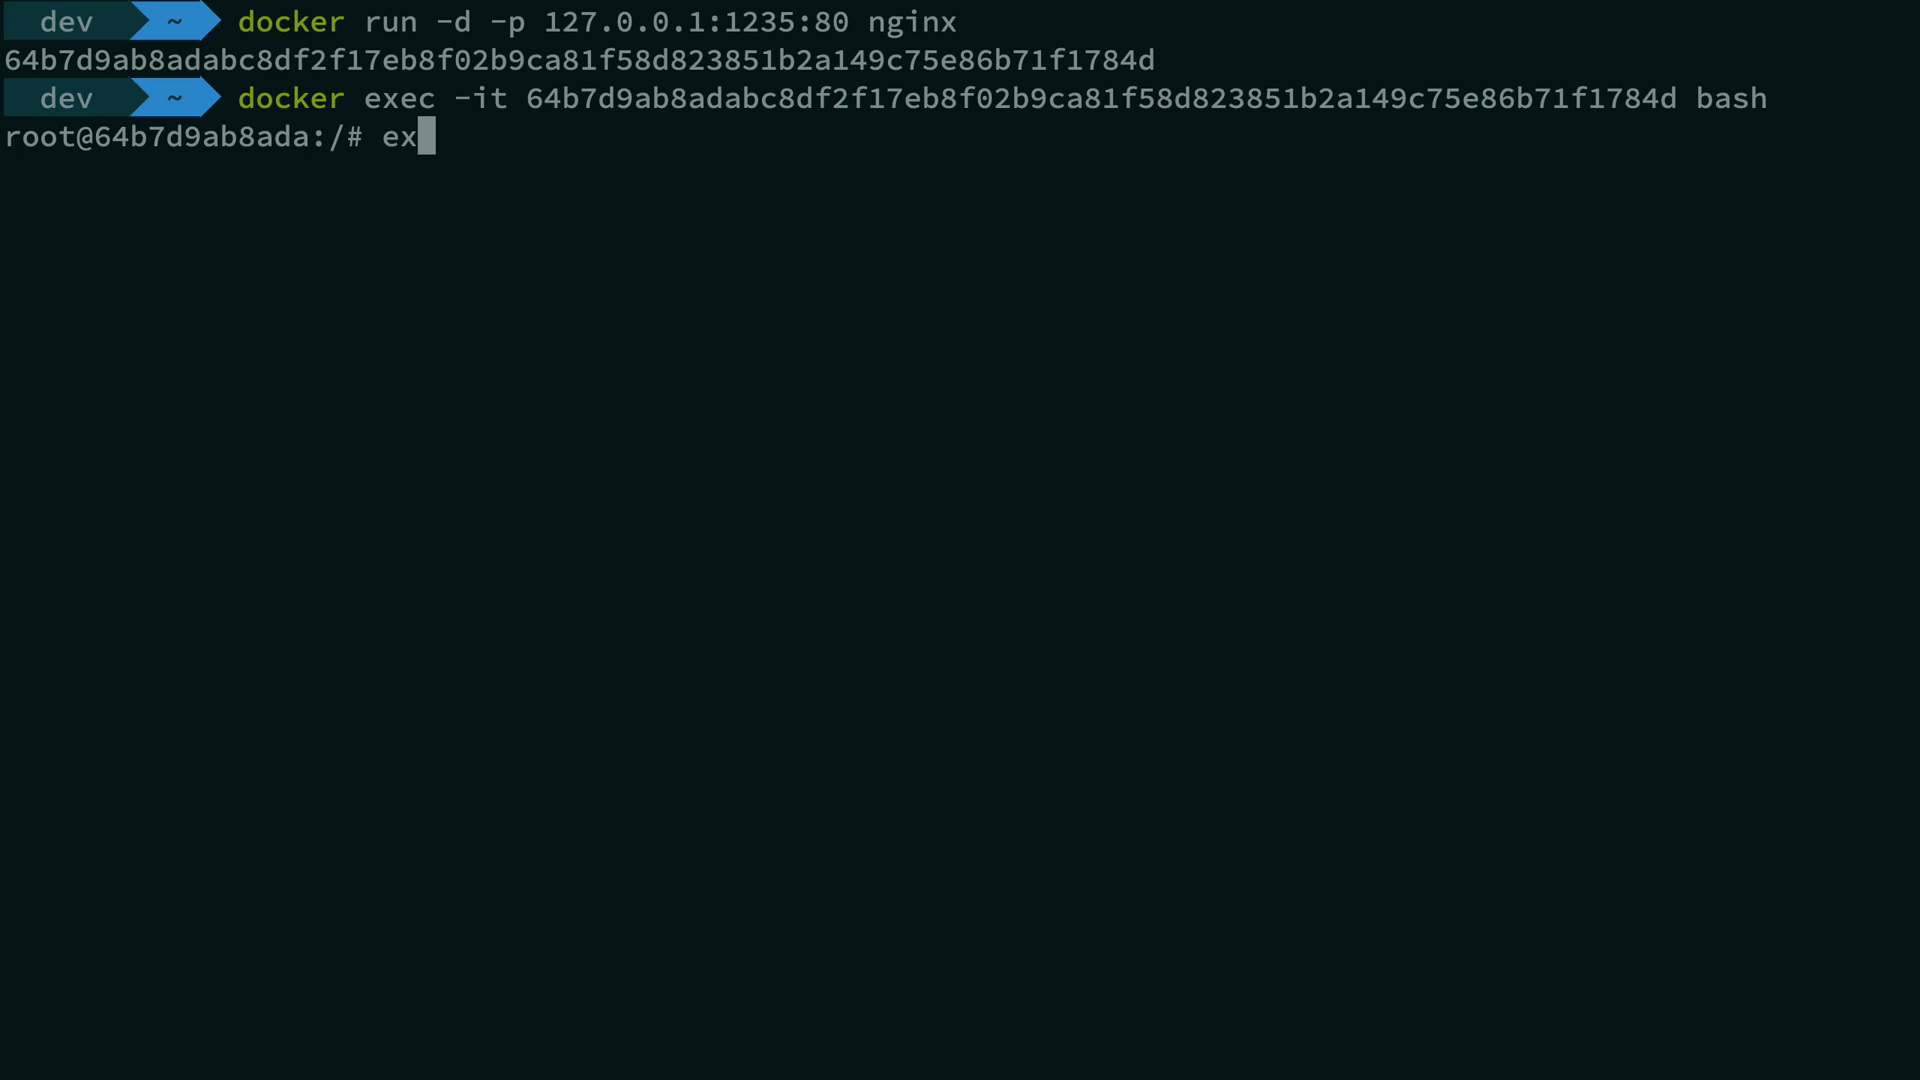 dev ~ docker run -d -p 127.0.0.1:1235:80 nginx
64b7d9ab8adabc8df2f17eb8f02b9ca81f58d823851b2a149c75e86b71f1784d
dev ~ docker exec -it 64b7d9ab8adabc8df2f17eb8f02b9ca81f58d823851b2a149c75e86b71f1784d bash
root@64b7d9ab8ada:/# ex